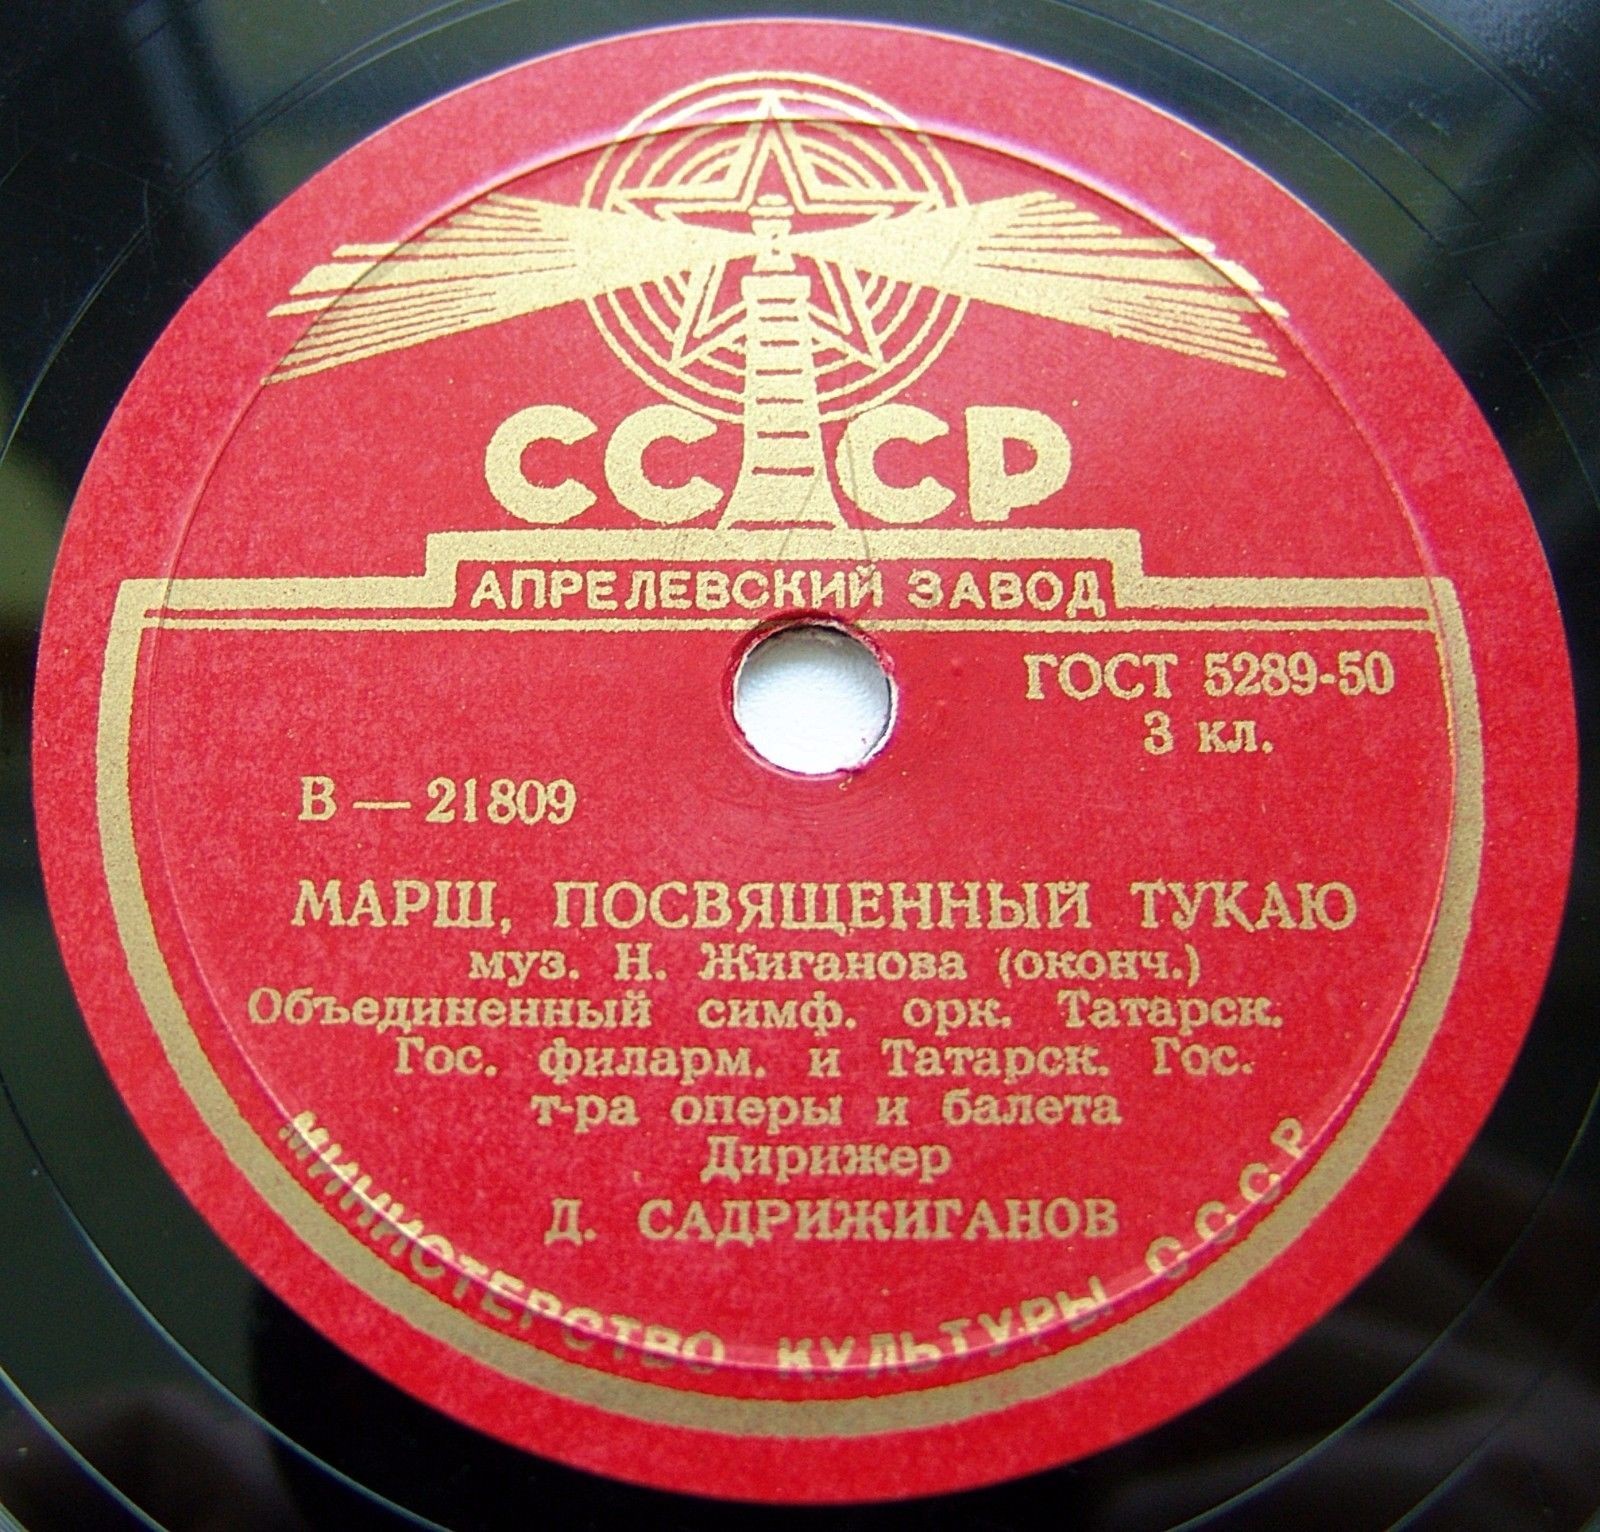 СССР
АПРЕЛЕВСКИЙ ЗАВОД
ГОСТ 5289-50
3 кл.
В — 21809
МАРШ, ПОСВЯЩЕННЫЙ ТУКАЮ
муз. Н. Жиганова (оконч.)
Объединенный симф. орк. Татарск.
Гос. филарм. и Татарск. Гос.
т-ра оперы и балета
Дирижер
Д. САДРИЖИГАНОВ
МИНИСТЕРСТВО КУЛЬТУРЫ СССР